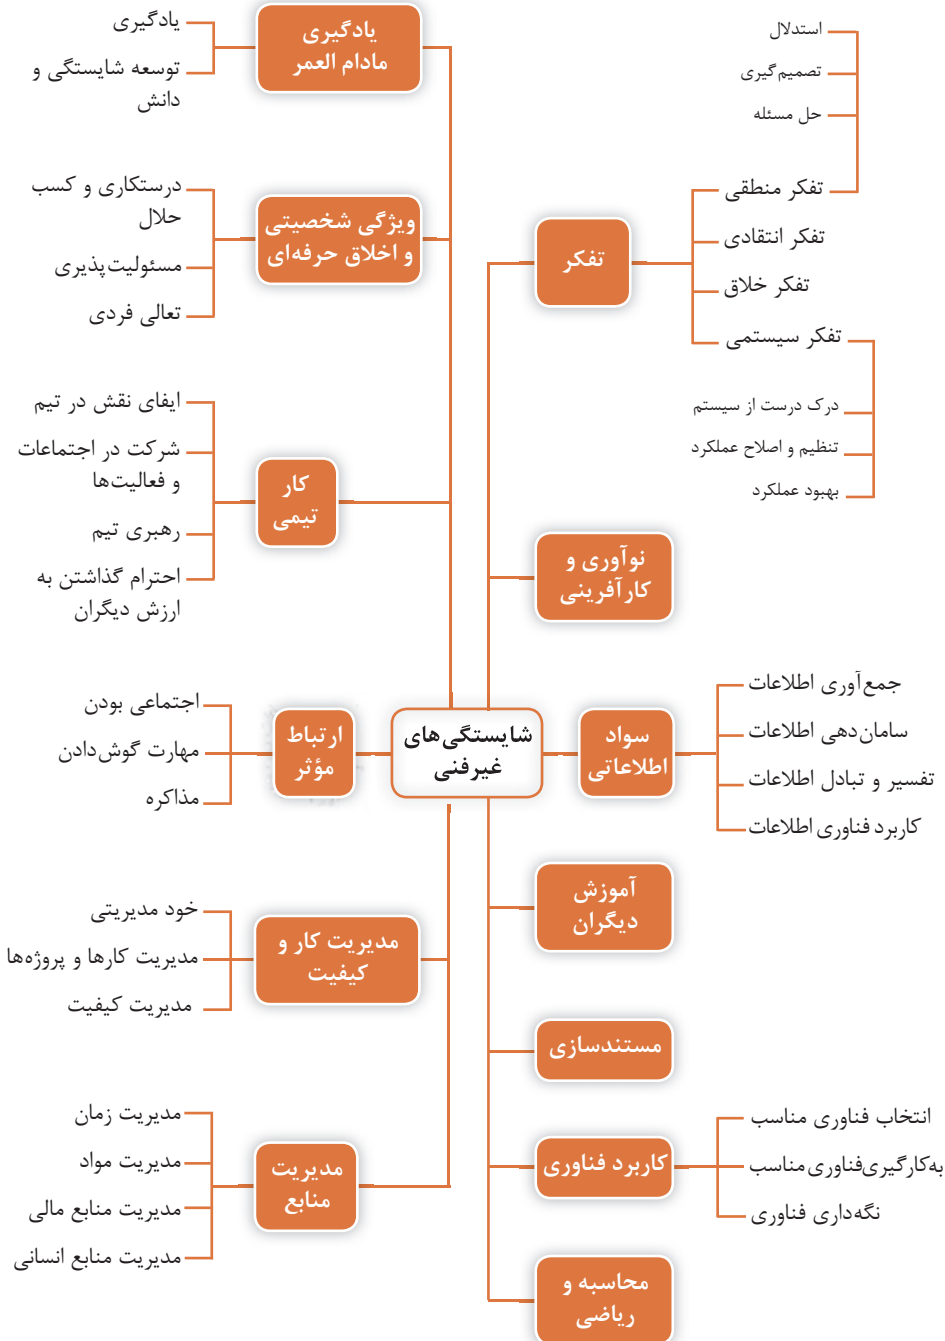 شایستگی‌های
غیرفنی
تفکر
تفکر منطقی
استدلال
تصمیم‌گیری
حل مسئله
تفکر انتقادی
تفکر خلاق
تفکر سیستمی
درک درست از سیستم
تنظیم و اصلاح عملکرد
بهبود عملکرد
نوآوری و
کارآفرینی
سواد
اطلاعاتی
جمع‌آوری اطلاعات
سامان‌دهی اطلاعات
تفسیر و تبادل اطلاعات
کاربرد فناوری اطلاعات
آموزش
دیگران
مستندسازی
کاربرد فناوری
انتخاب فناوری مناسب
به‌کارگیری‌فناوری‌مناسب
نگه‌داری فناوری
محاسبه و
ریاضی
یادگیری
مادام العمر
یادگیری
توسعه شایستگی و
دانش
ویژگی شخصیتی
و اخلاق حرفه‌ای
درستکاری و کسب
حلال
مسئولیت‌پذیری
تعالی فردی
کار
تیمی
ایفای نقش در تیم
شرکت در اجتماعات
و فعالیت‌ها
رهبری تیم
احترام گذاشتن به
ارزش دیگران
ارتباط
مؤثر
اجتماعی بودن
مهارت گوش‌دادن
مذاکره
مدیریت کار و
کیفیت
خود مدیریتی
مدیریت کارها و پروژه‌ها
مدیریت کیفیت
مدیریت
منابع
مدیریت زمان
مدیریت مواد
مدیریت منابع مالی
مدیریت منابع انسانی